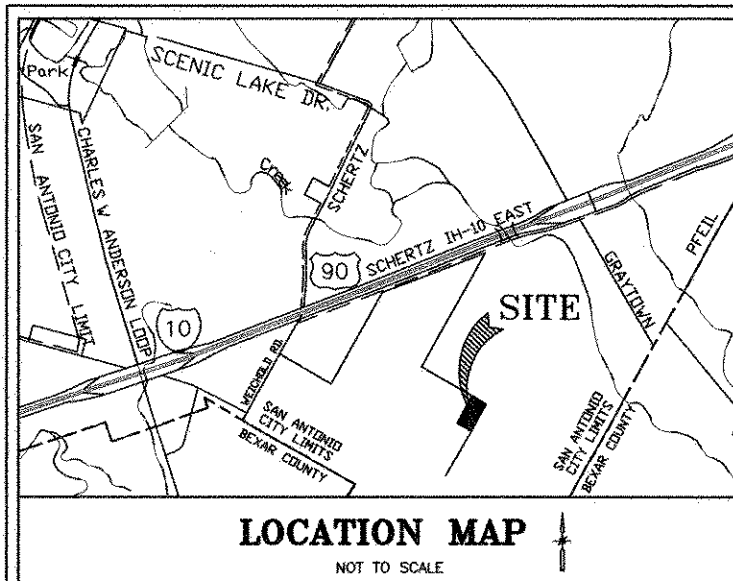 Park
SCENIC LAKE DR.
SAN ANTONIO CITY LIMIT
CHARLES W ANDERSON LOOP
Creek
SCHERTZ
90
SCHERTZ IH-10 EAST
10
GRAYTOWN
PFEIL
SITE
WEICHOLD RD.
SAN ANTONIO
CITY LIMITS
BEXAR COUNTY
SAN ANTONIO
CITY LIMITS
BEXAR COUNTY
LOCATION MAP
NOT TO SCALE